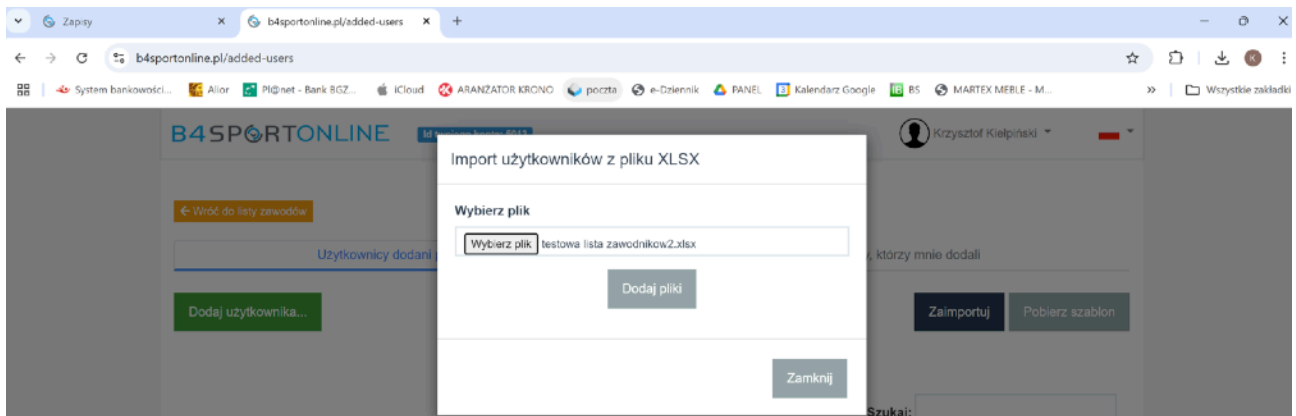 Zapisy
b4sportonline.pl/added-users
b4sportonline.pl/added-users
System bankowości...
Alior
Pl@net - Bank BGŻ...
iCloud
ARANŻATOR KRONO
poczta
e-Dziennik
PANEL
Kalendarz Google
BS
MARTEX MEBLE - M...
Wszystkie zakładki
B4SPORTONLINE
Krzysztof Kiełpiński
Import użytkowników z pliku XLSX
Wróć do listy zawodów
Wybierz plik
Wybierz plik testowa lista zawodnikow2.xlsx
Użytkownicy dodani
którzy mnie dodali
Dodaj pliki
Dodaj użytkownika...
Zaimportuj
Pobierz szablon
Zamknij
Szukaj: